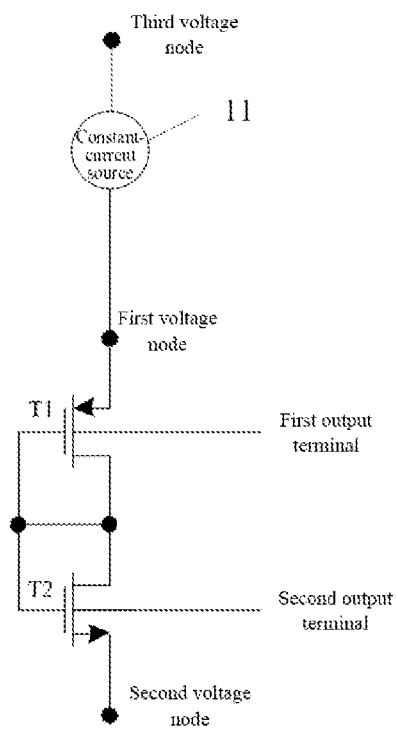 Third voltage
node
11
Constant-
current
source
First voltage
node
T1
First output
terminal
T2
Second output
terminal
Second voltage
node